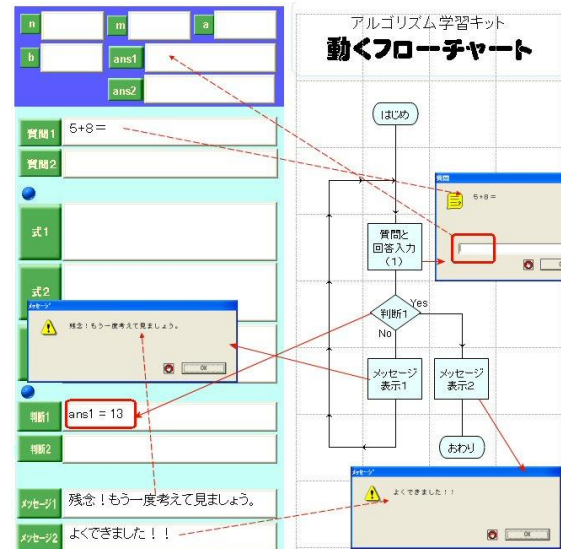 n
m
a
b
ans1
ans2
アルゴリズム学習キット
動くフローチャート
質問1
5+8＝
質問2
式1
式2
メッセージ
残念！もう一度考えて見ましょう。
OK
判断1
ans1 = 13
判断2
メッセージ1
残念！もう一度考えて見ましょう。
メッセージ2
よくできました！！
はじめ
質問と
回答入力
(1)
判断1
Yes
No
メッセージ
表示1
メッセージ
表示2
おわり
質問
5+8＝
メッセージ
よくできました！！
OK